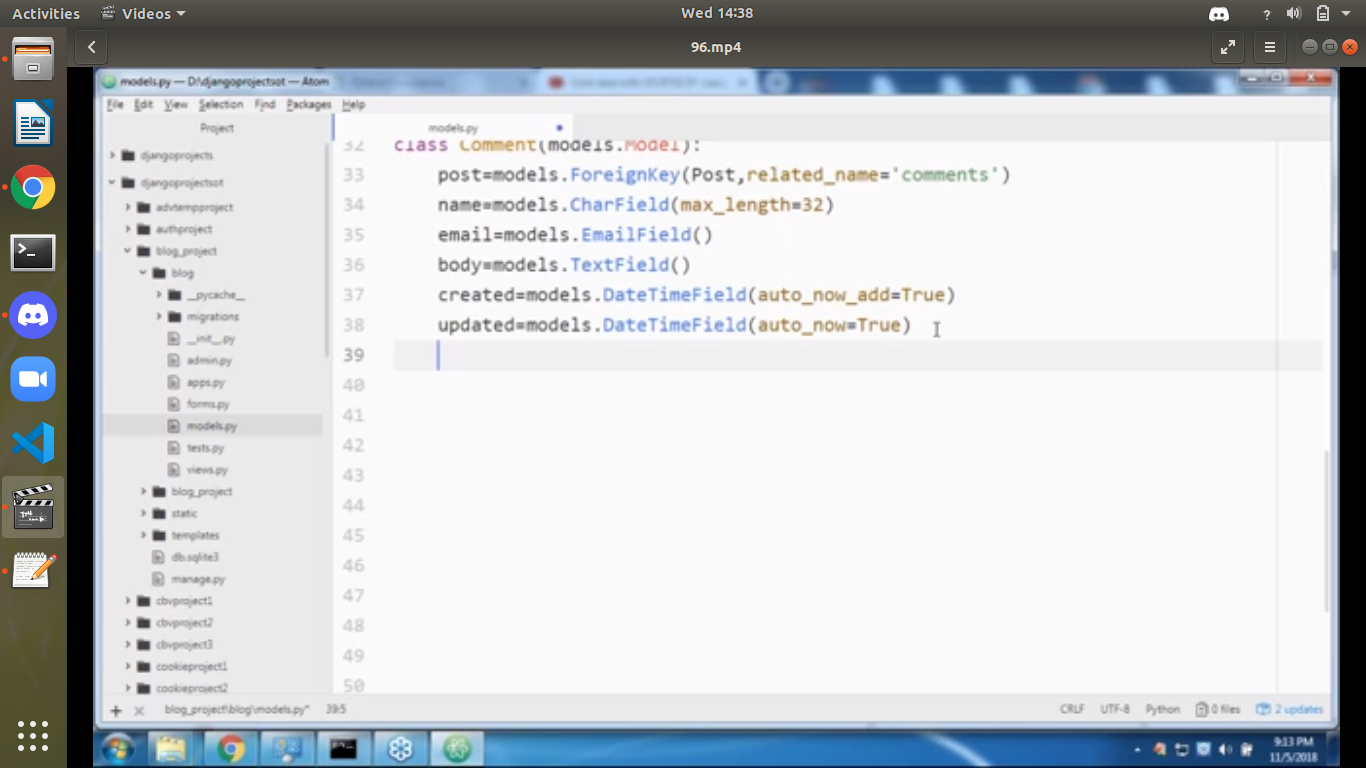 Activities
Videos
Wed 14:38
?
96.mp4
models.py — D:\djangoprojectsot — Atom
File Edit View Selection Find Packages Help
Project
models.py
djangoprojects
djangoprojectsot
advtempproject
authproject
blog_project
blog
__pycache__
migrations
__init__.py
admin.py
apps.py
forms.py
models.py
tests.py
views.py
blog_project
static
templates
db.sqlite3
manage.py
cbvproject1
cbvproject2
cbvproject3
cookieproject1
cookieproject2
32 class Comment(models.Model):
33 post=models.ForeignKey(Post,related_name='comments')
34 name=models.CharField(max_length=32)
35 email=models.EmailField()
36 body=models.TextField()
37 created=models.DateTimeField(auto_now_add=True)
38 updated=models.DateTimeField(auto_now=True)
39
40
41
42
43
44
45
46
47
48
49
50
blog_project\blog\models.py* 39:5
CRLF UTF-8 Python 0 files 2 updates
9:13 PM
11/5/2018